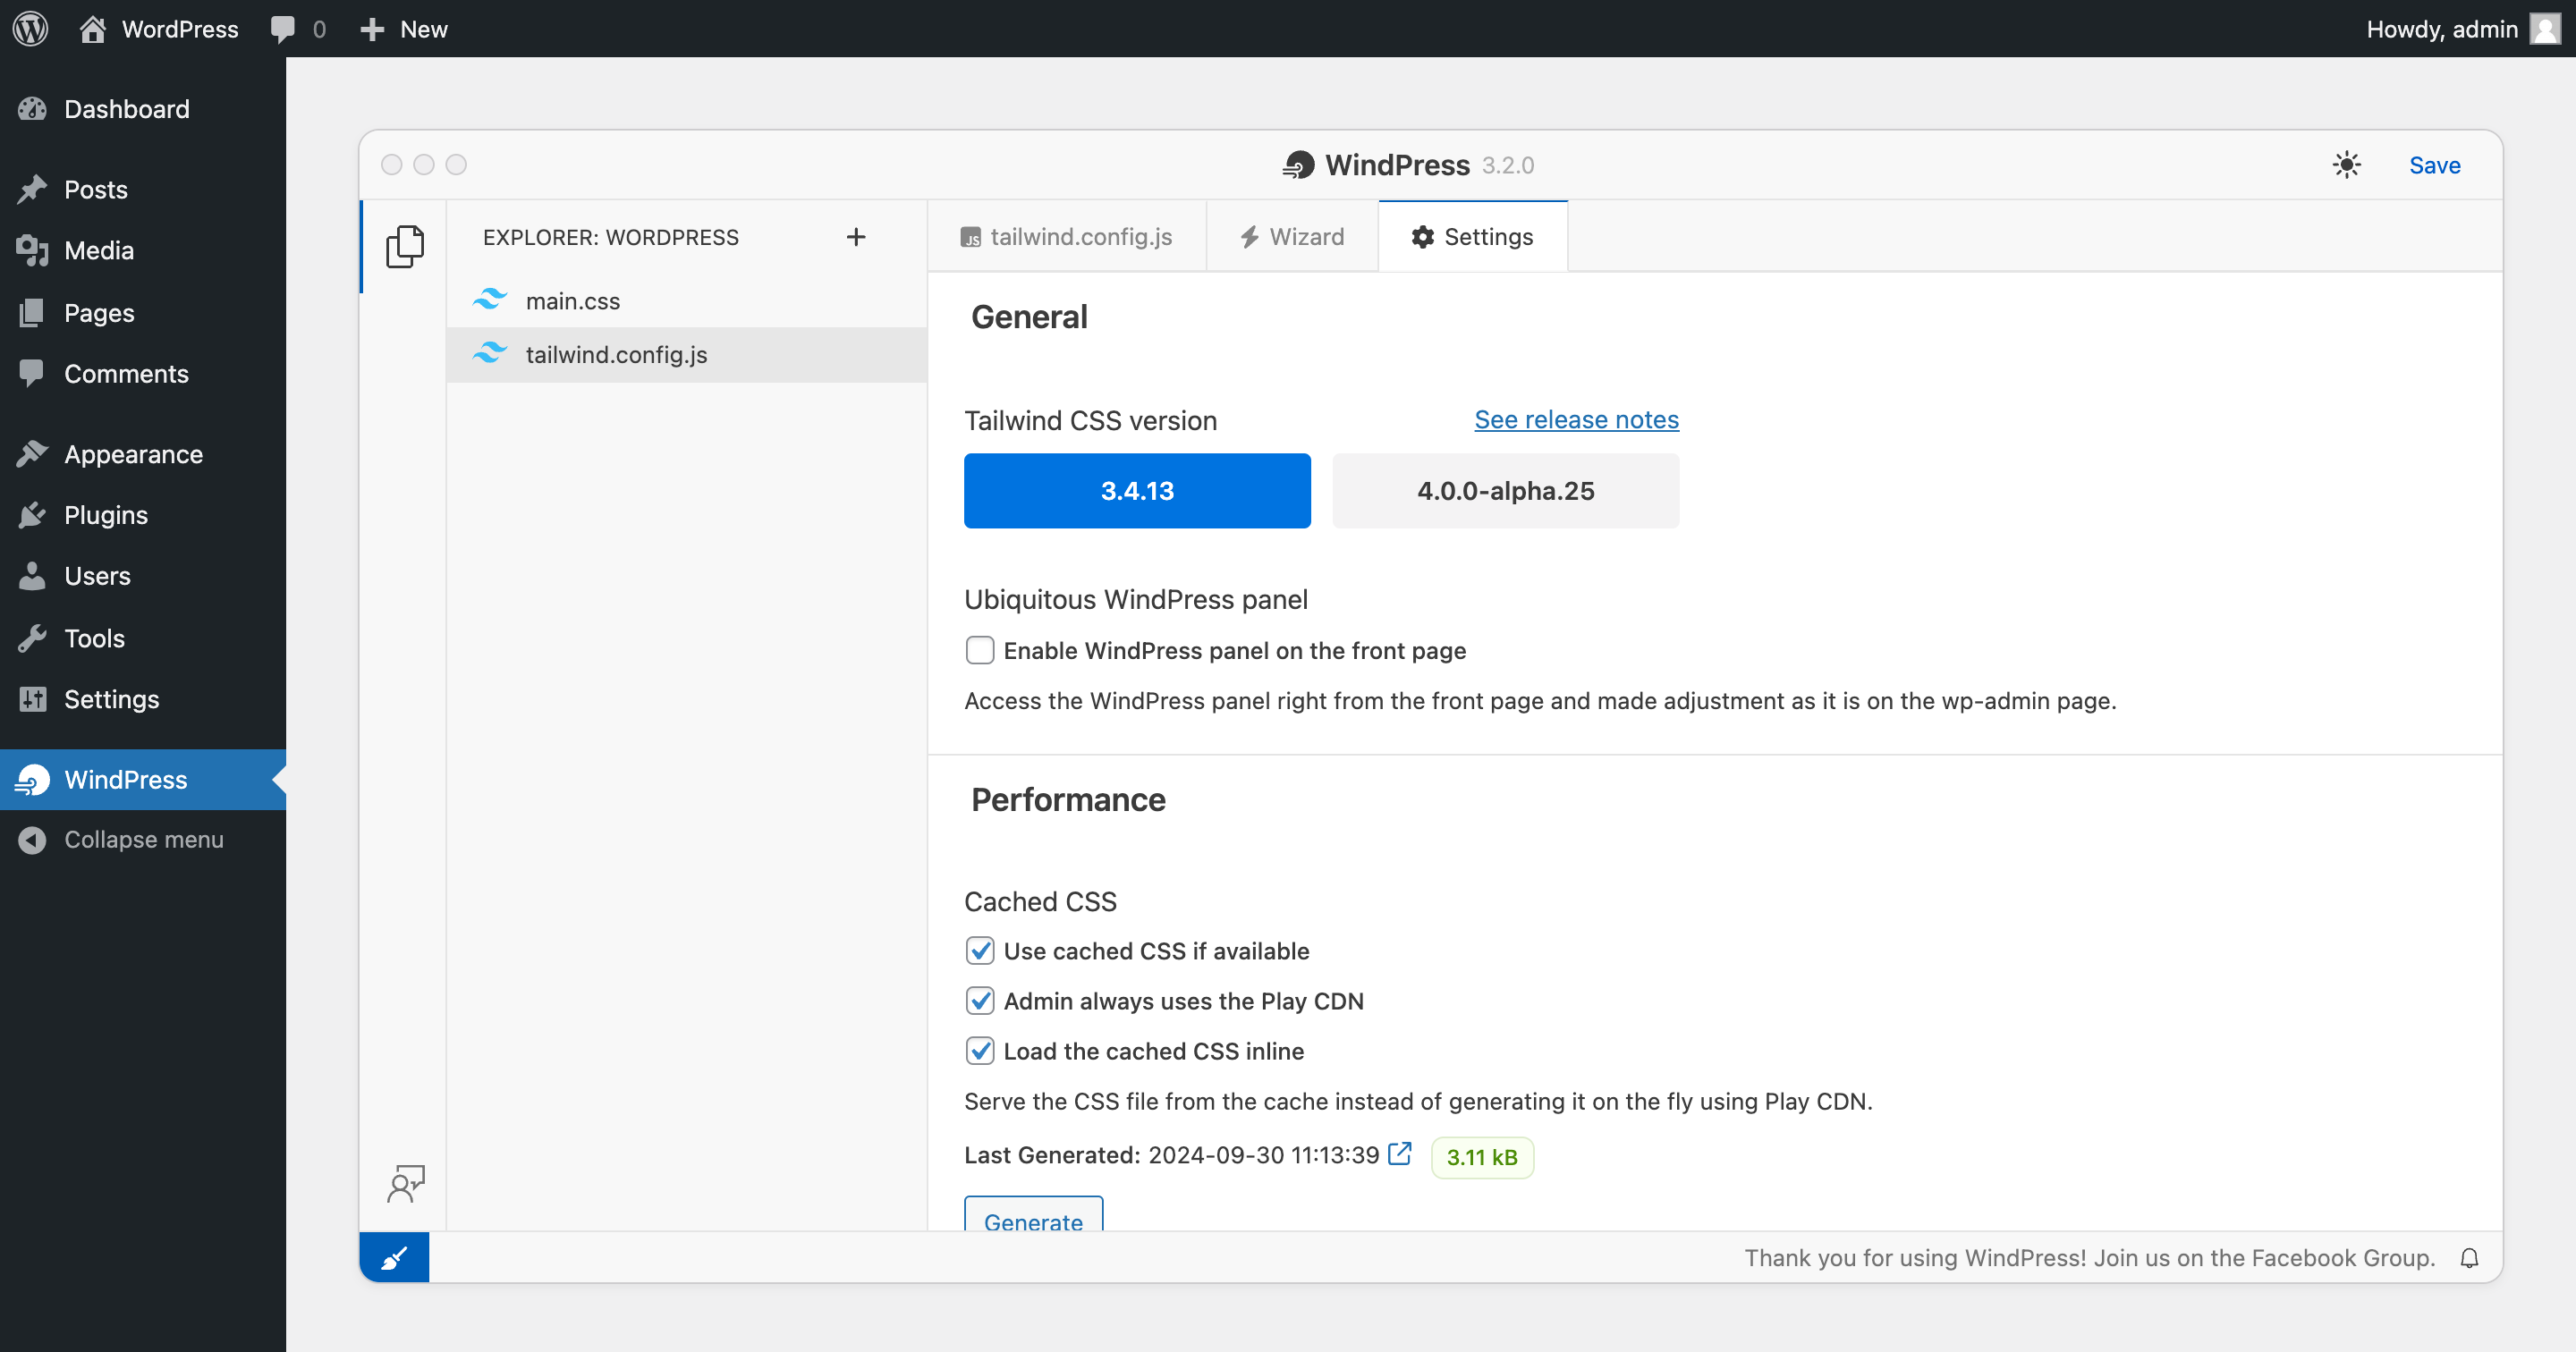 WordPress
0
New
Howdy, admin
Dashboard
Posts
Media
Pages
Comments
Appearance
Plugins
Users
Tools
Settings
WindPress
Collapse menu
WindPress 3.2.0
Save
EXPLORER: WORDPRESS
main.css
tailwind.config.js
JS tailwind.config.js
Wizard
Settings
General
Tailwind CSS version
See release notes
3.4.13
4.0.0-alpha.25
Ubiquitous WindPress panel
Enable WindPress panel on the front page
Access the WindPress panel right from the front page and made adjustment as it is on the wp-admin page.
Performance
Cached CSS
Use cached CSS if available
Admin always uses the Play CDN
Load the cached CSS inline
Serve the CSS file from the cache instead of generating it on the fly using Play CDN.
Last Generated: 2024-09-30 11:13:39
3.11 kB
Generate
Thank you for using WindPress! Join us on the Facebook Group.